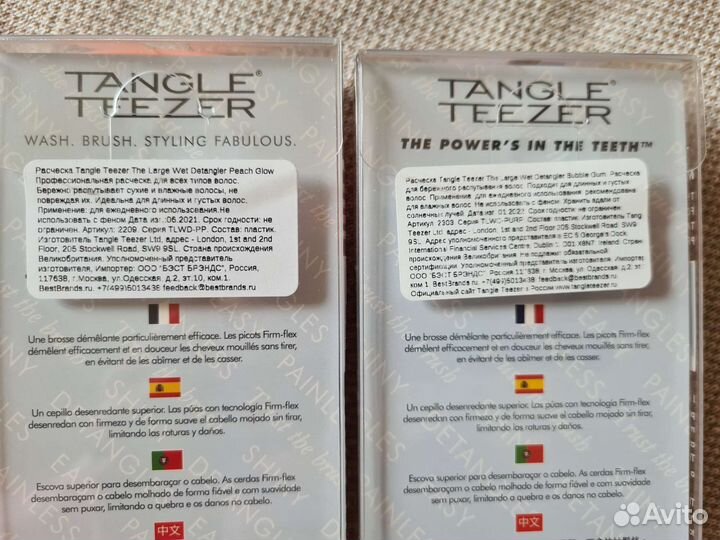 TANGLE®
TEEZER
WASH. BRUSH. STYLING FABULOUS.
Расческа Tangle Teezer The Large Wet Detangler Peach Glow
Профессиональная расческа для всех типов волос.
Бережно распутывает сухие и влажные волосы, не
повреждая их. Идеальна для длинных и густых волос.
Применение: для ежедневного использования. Не
использовать с феном Дата изг.:06.2021. Срок годности: не
ограничен. Артикул: 2209. Серия TLWD-PP. Состав: пластик.
Изготовитель Tangle Teezer Ltd, адрес - London, 1st and 2nd
Floor, 205 Stockwell Road, SW9 9SL. Страна происхождения
Великобритания. Уполномоченный представитель
изготовителя, Импортер: ООО "БЭСТ БРЭНДС", Россия,
117638, г.Москва, ул.Одесская, д.2, эт.10, ком.1.
BestBrands.ru. +7(499)5013438 feedback@bestbrands.ru
Une brosse démêlante particulièrement efficace. Les picots Firm-flex
démêlent efficacement et en douceur les cheveux mouillés sans tirer,
en évitant de les abîmer et de les casser.
Un cepillo desenredante superior. Las púas con tecnología Firm-flex
desenredan con firmeza y de forma suave el cabello mojado sin tirar,
limitando las roturas y daños.
Escova superior para desembaraçar o cabelo. As cerdas Firm-flex
desembaraçam o cabelo molhado de forma fiável e com suavidade
sem puxar, limitando a quebra e os danos no cabelo.
中文
TANGLE®
TEEZER
THE POWER'S IN THE TEETH™
Расческа Tangle Teezer The Large Wet Detangler Bubble Gum. Расческа
для бережного распутывания волос. Подходит для длинных и густых
волос. Применение: для ежедневного использования. Хранить вдали от
солнечных лучей. Дата изг: 01.2021. Срок годности: не ограничен
Артикул: 2303. Серия Состав: пластик. Изготовитель Tang
Teezer Ltd, адрес - London, 1st and 2nd Floor, 205 Stockwell Road, SW9
9SL. Адрес уполномоченного представителя в ЕС 5 George's Dock,
International Financial Services Centre, Dublin 1, D01 X8N7, Ireland. Страна
происхождения Великобритания. Не подлежит обязательной
сертификации. Уполномоченный представитель изготовителя, Импортер:
ООО "БЭСТ БРЭНДС", Россия, 117638, г.Москва, ул. Одесская, д.2, эт.
1. BestBrands.ru, +7(499)5013438 feedback@bestbrands.ru
Официальный сайт Tangle Teezer в России www.tangleteezer.ru
Une brosse démêlante particulièrement efficace. Les picots Firm-flex
démêlent efficacement et en douceur les cheveux mouillés sans tirer,
en évitant de les abîmer et de les casser.
Un cepillo desenredante superior. Las púas con tecnología Firm-flex
desenredan con firmeza y de forma suave el cabello mojado sin tirar,
limitando las roturas y daños.
Escova superior para desembaraçar o cabelo. As cerdas Firm-flex
desembaraçam o cabelo molhado de forma fiável e com suavidade
sem puxar, limitando a quebra e os danos no cabelo.
中文
Avito